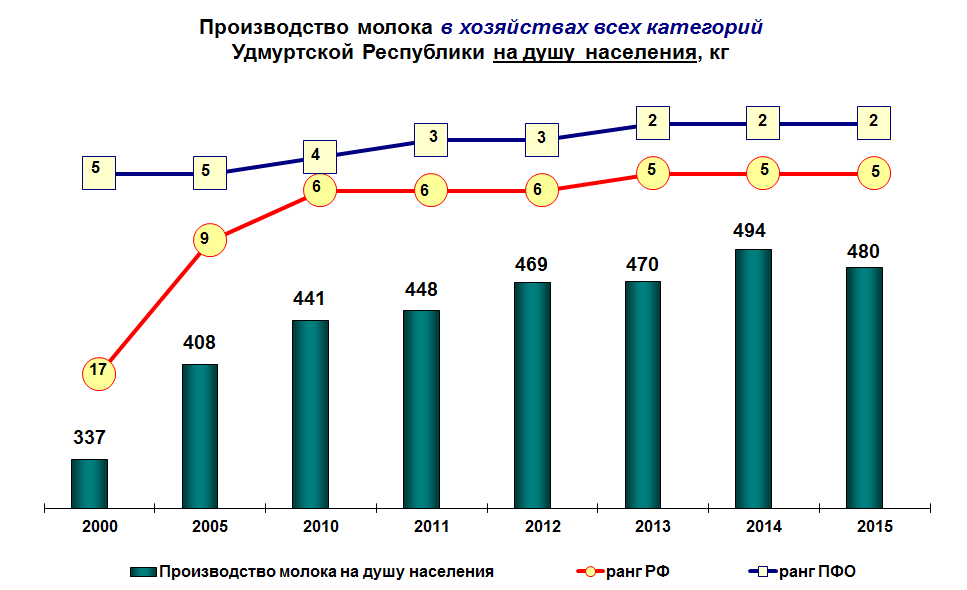 Производство молока в хозяйствах всех категорий
Удмуртской Республики на душу населения, кг
5 5 4 3 3 2 2 2
17 9 6 6 6 5 5 5
337 408 441 448 469 470 494 480
2000 2005 2010 2011 2012 2013 2014 2015
Производство молока на душу населения ранг РФ ранг ПФО